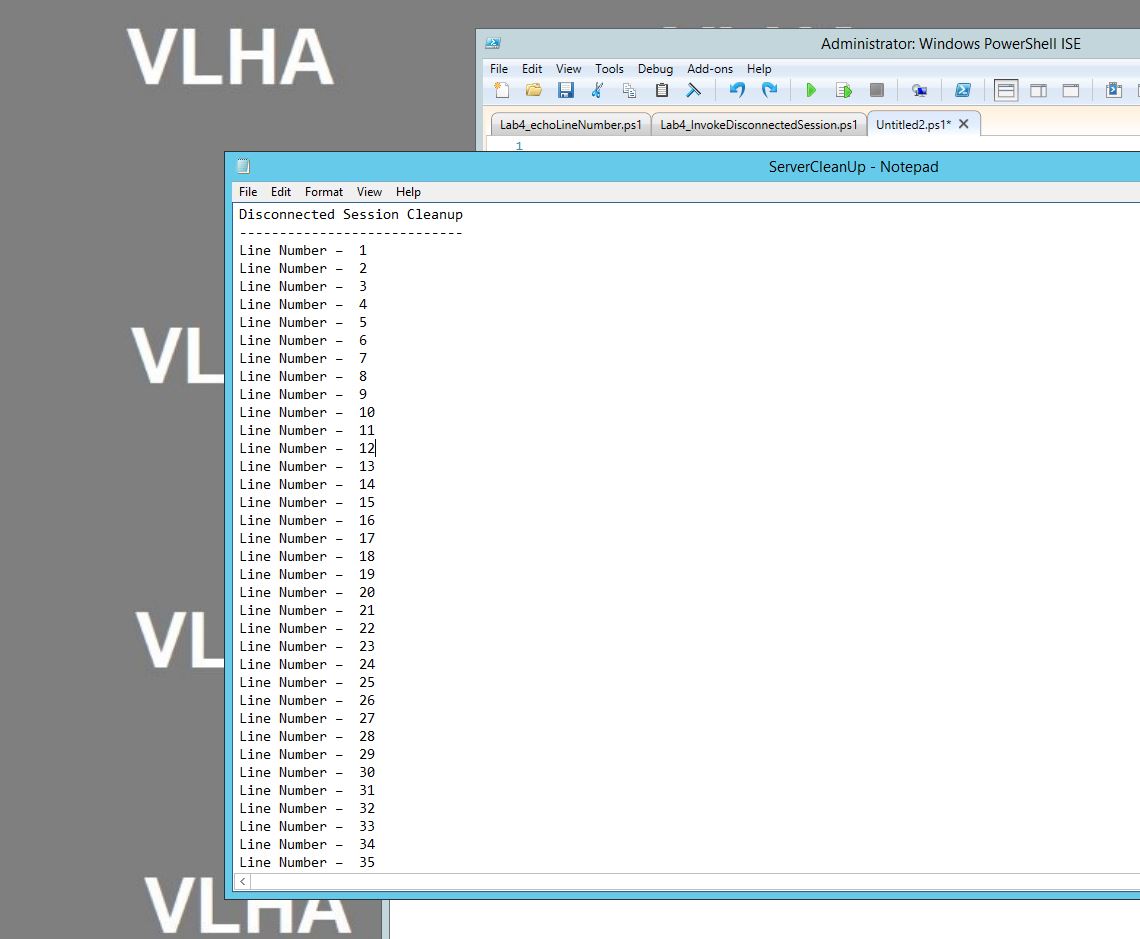 VLHA
Administrator: Windows PowerShell ISE
File Edit View Tools Debug Add-ons Help
Lab4_echoLineNumber.ps1 Lab4_InvokeDisconnectedSession.ps1 Untitled2.ps1* X
1
ServerCleanUp - Notepad
File Edit Format View Help
Disconnected Session Cleanup
----------------------------
Line Number – 1
Line Number – 2
Line Number – 3
Line Number – 4
Line Number – 5
Line Number – 6
Line Number – 7
Line Number – 8
Line Number – 9
Line Number – 10
Line Number – 11
Line Number – 12
Line Number – 13
Line Number – 14
Line Number – 15
Line Number – 16
Line Number – 17
Line Number – 18
Line Number – 19
Line Number – 20
Line Number – 21
Line Number – 22
Line Number – 23
Line Number – 24
Line Number – 25
Line Number – 26
Line Number – 27
Line Number – 28
Line Number – 29
Line Number – 30
Line Number – 31
Line Number – 32
Line Number – 33
Line Number – 34
Line Number – 35
VL
VL
VLHA